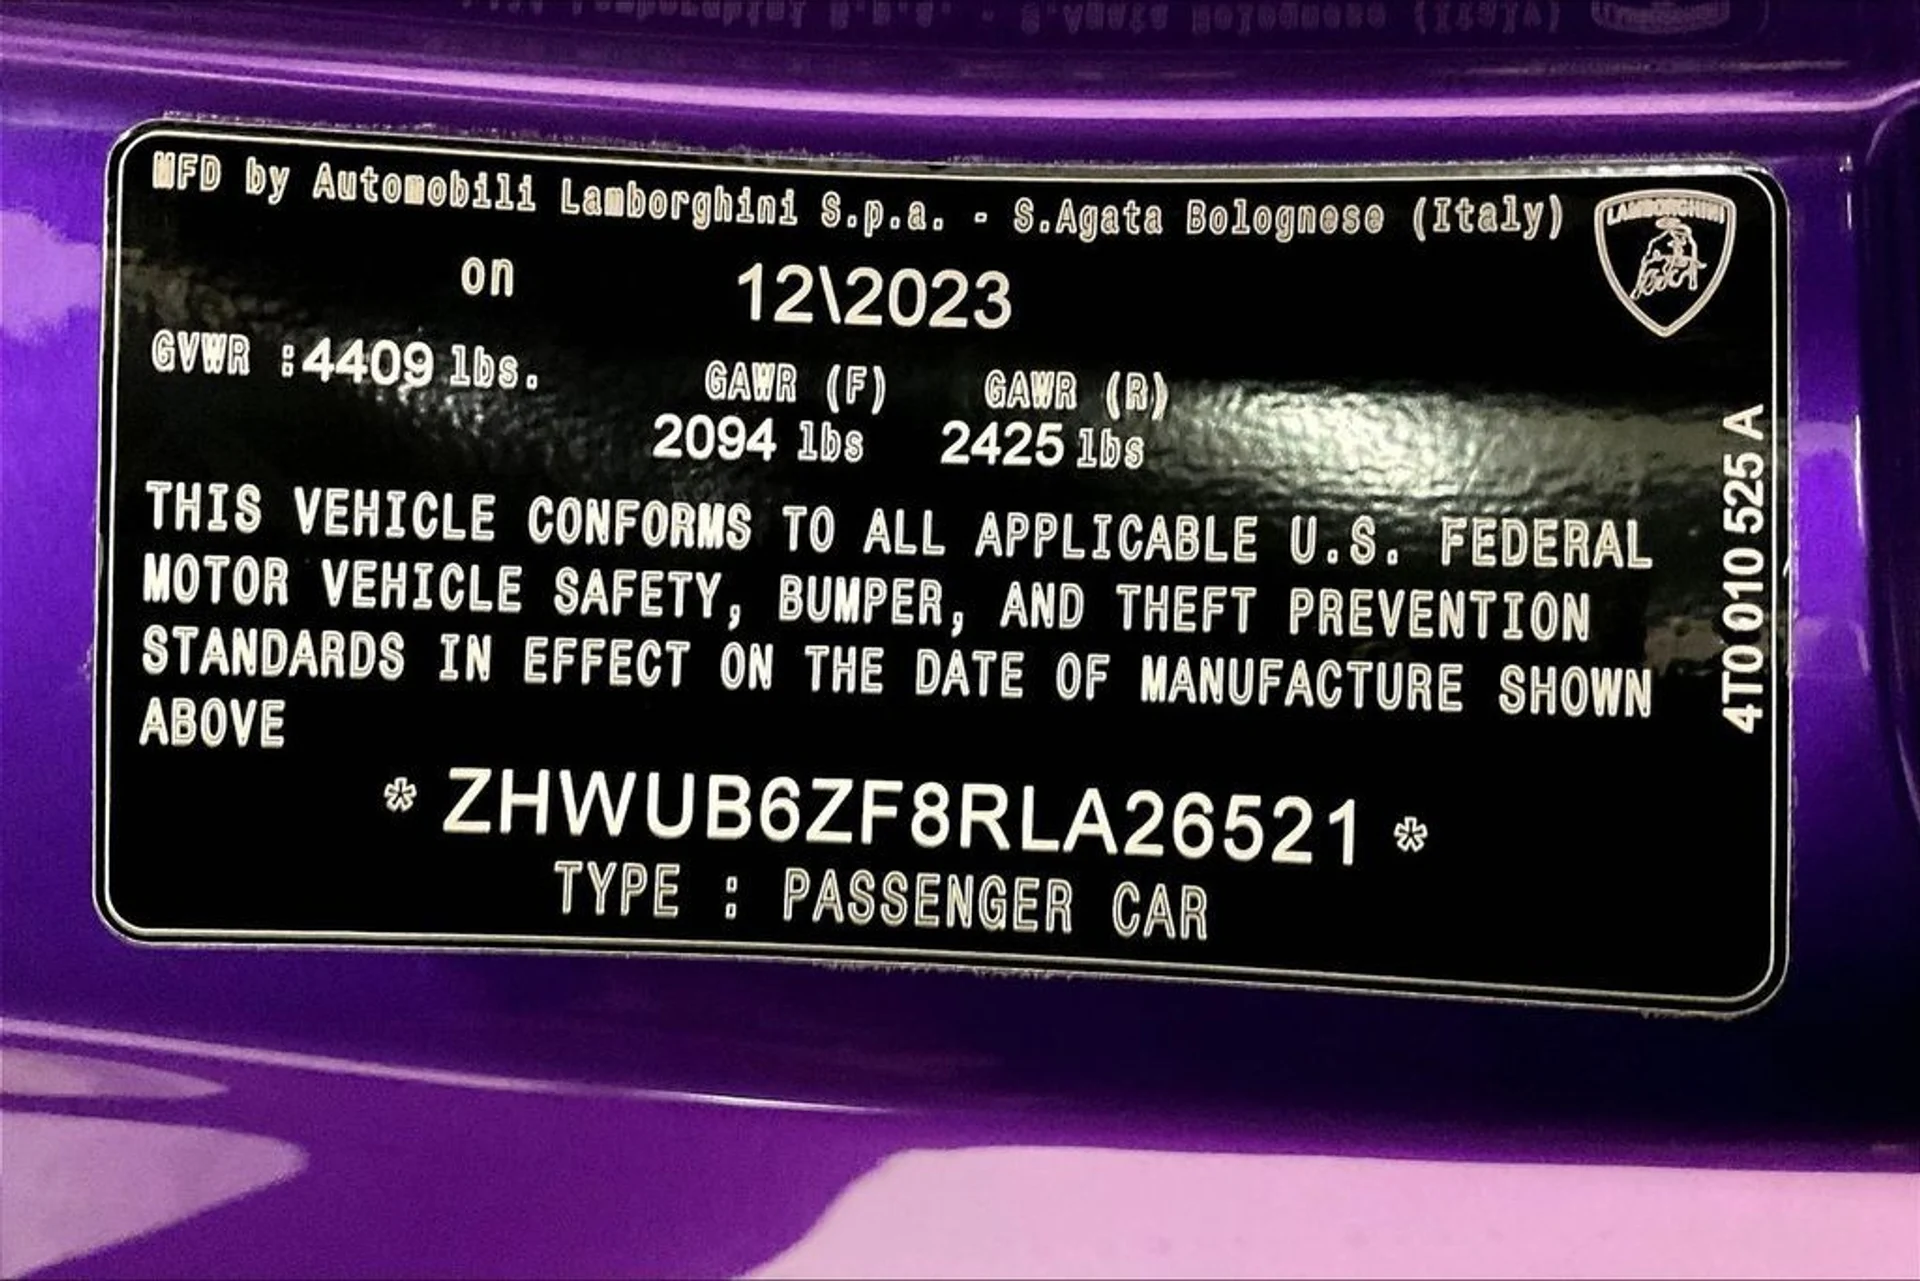 MFD by Automobili Lamborghini S.p.a. - S.Agata Bolognese (Italy)
LAMBORGHINI
on 12\2023
GVWR :4409 lbs.
GAWR (F) GAWR (R)
2094 lbs 2425 lbs
THIS VEHICLE CONFORMS TO ALL APPLICABLE U.S. FEDERAL
MOTOR VEHICLE SAFETY, BUMPER, AND THEFT PREVENTION
STANDARDS IN EFFECT ON THE DATE OF MANUFACTURE SHOWN
ABOVE
* ZHWUB6ZF8RLA26521 *
TYPE : PASSENGER CAR
4T0 010 525 A